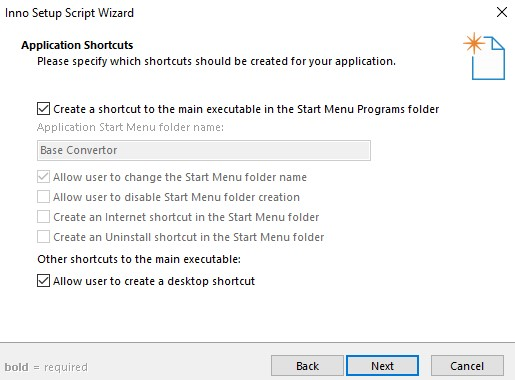 Inno Setup Script Wizard
Application Shortcuts
Please specify which shortcuts should be created for your application.
Create a shortcut to the main executable in the Start Menu Programs folder
Application Start Menu folder name:
Base Convertor
Allow user to change the Start Menu folder name
Allow user to disable Start Menu folder creation
Create an Internet shortcut in the Start Menu folder
Create an Uninstall shortcut in the Start Menu folder
Other shortcuts to the main executable:
Allow user to create a desktop shortcut
bold = required
Back
Next
Cancel